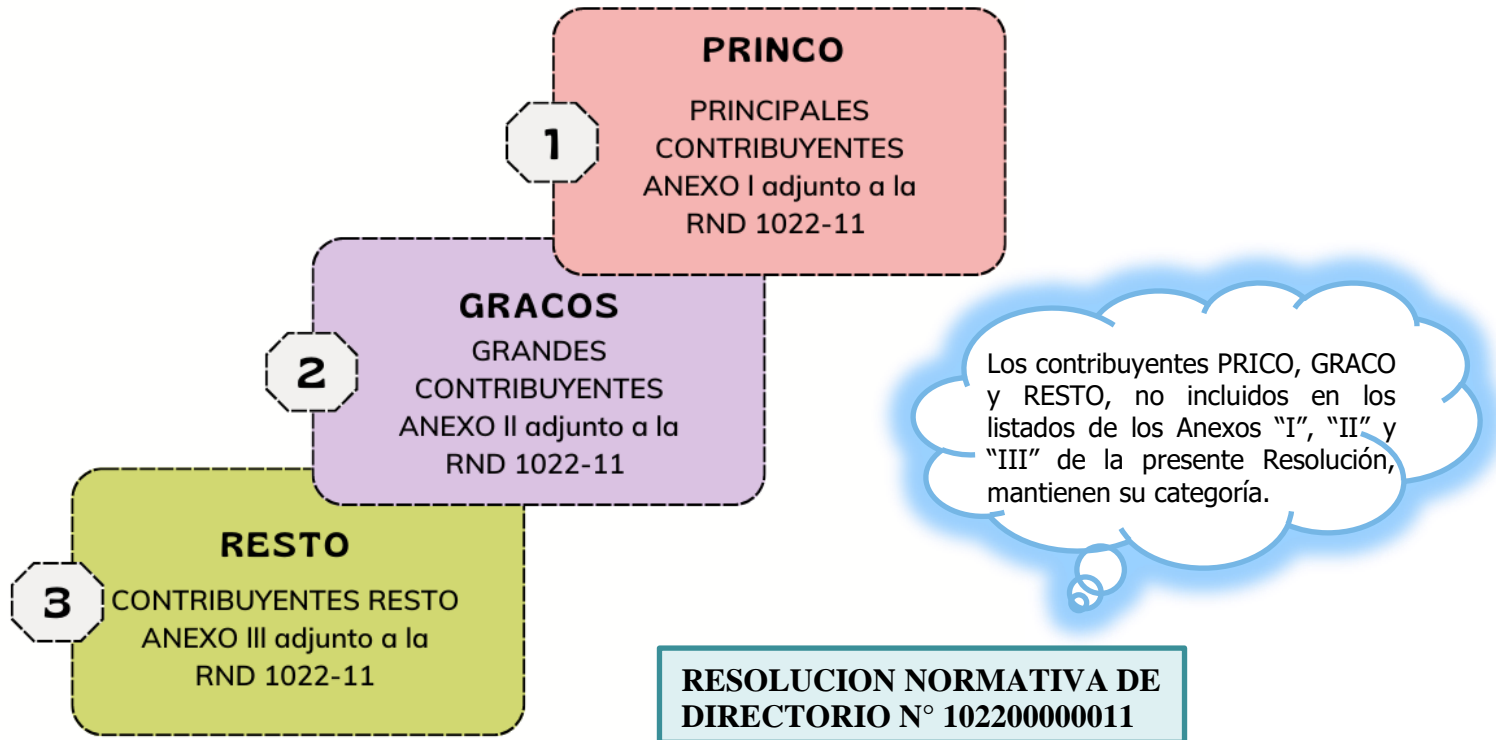 PRINCO
1
PRINCIPALES
CONTRIBUYENTES
ANEXO I adjunto a la
RND 1022-11
GRACOS
2
GRANDES
CONTRIBUYENTES
ANEXO II adjunto a la
RND 1022-11
RESTO
3
CONTRIBUYENTES RESTO
ANEXO III adjunto a la
RND 1022-11
Los contribuyentes PRICO, GRACO
y RESTO, no incluidos en los
listados de los Anexos “I”, “II” y
“III” de la presente Resolución,
mantienen su categoría.
RESOLUCION NORMATIVA DE
DIRECTORIO N° 102200000011